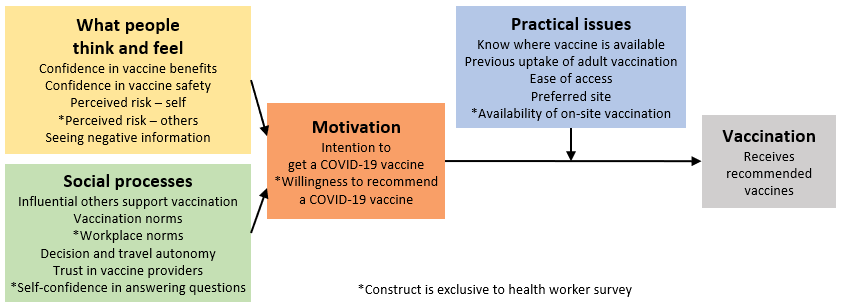 What people
think and feel
Confidence in vaccine benefits
Confidence in vaccine safety
Perceived risk – self
*Perceived risk – others
Seeing negative information
Social processes
Influential others support vaccination
Vaccination norms
*Workplace norms
Decision and travel autonomy
Trust in vaccine providers
*Self-confidence in answering questions
Motivation
Intention to
get a COVID-19 vaccine
*Willingness to recommend
a COVID-19 vaccine
Practical issues
Know where vaccine is available
Previous uptake of adult vaccination
Ease of access
Preferred site
*Availability of on-site vaccination
Vaccination
Receives
recommended
vaccines
*Construct is exclusive to health worker survey